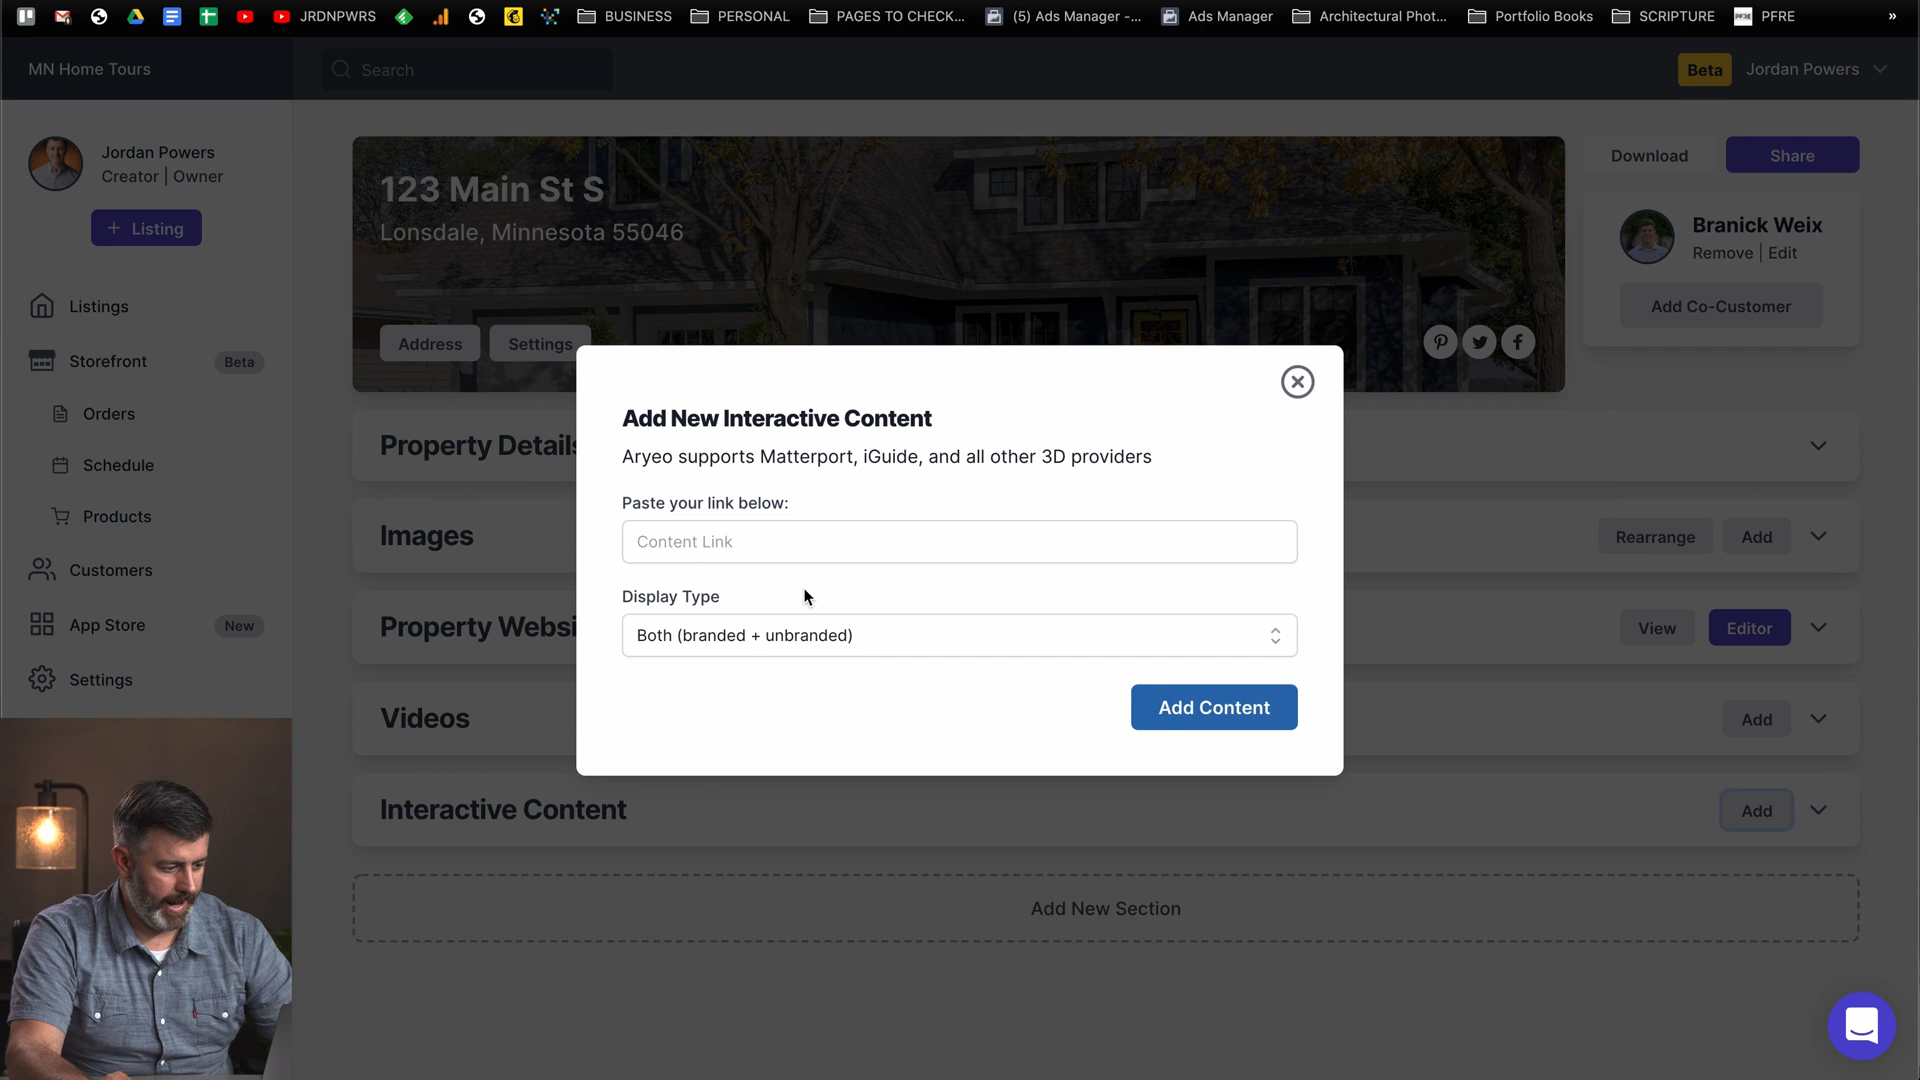 JRDNPWRS
BUSINESS
PERSONAL
PAGES TO CHECK...
(5) Ads Manager -...
Ads Manager
Architectural Phot...
Portfolio Books
SCRIPTURE
PFRE
PFRE
»
MN Home Tours
Search
Beta
Jordan Powers
Jordan Powers
Creator | Owner
+ Listing
Listings
Storefront
Beta
Orders
Schedule
Products
Customers
App Store
New
Settings
123 Main St S
Lonsdale, Minnesota 55046
Address
Settings
Download
Share
Branick Weix
Remove | Edit
Add Co-Customer
Property Details
Images
Rearrange
Add
Property Websi
View
Editor
Videos
Add
Interactive Content
Add
Add New Section
Add New Interactive Content
Aryeo supports Matterport, iGuide, and all other 3D providers
Paste your link below:
Content Link
Display Type
Both (branded + unbranded)
Add Content